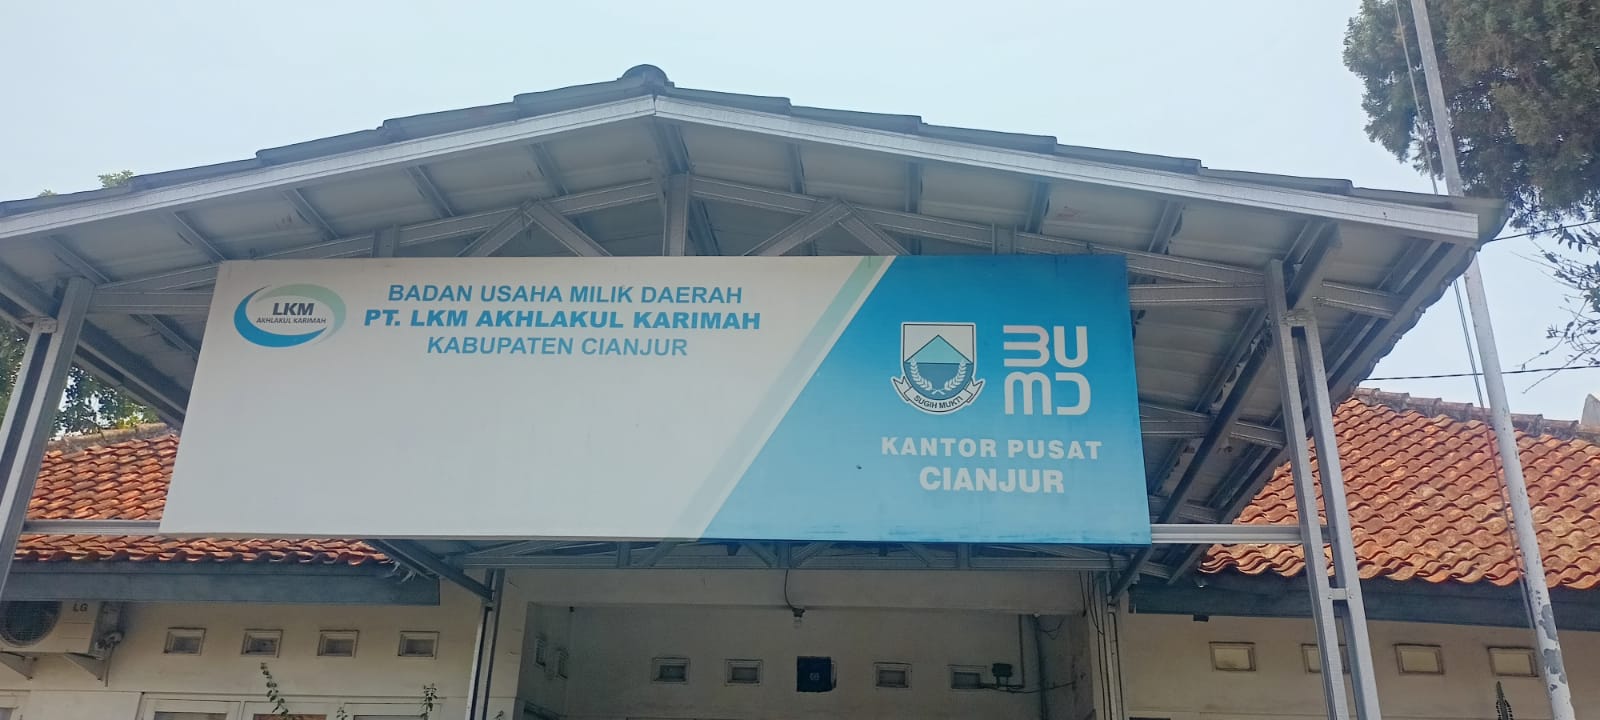 LKM
AKHLAKUL KARIMAH
BADAN USAHA MILIK DAERAH
PT. LKM AKHLAKUL KARIMAH
KABUPATEN CIANJUR
SUGIH MUKTI
BUMD
KANTOR PUSAT
CIANJUR
LG